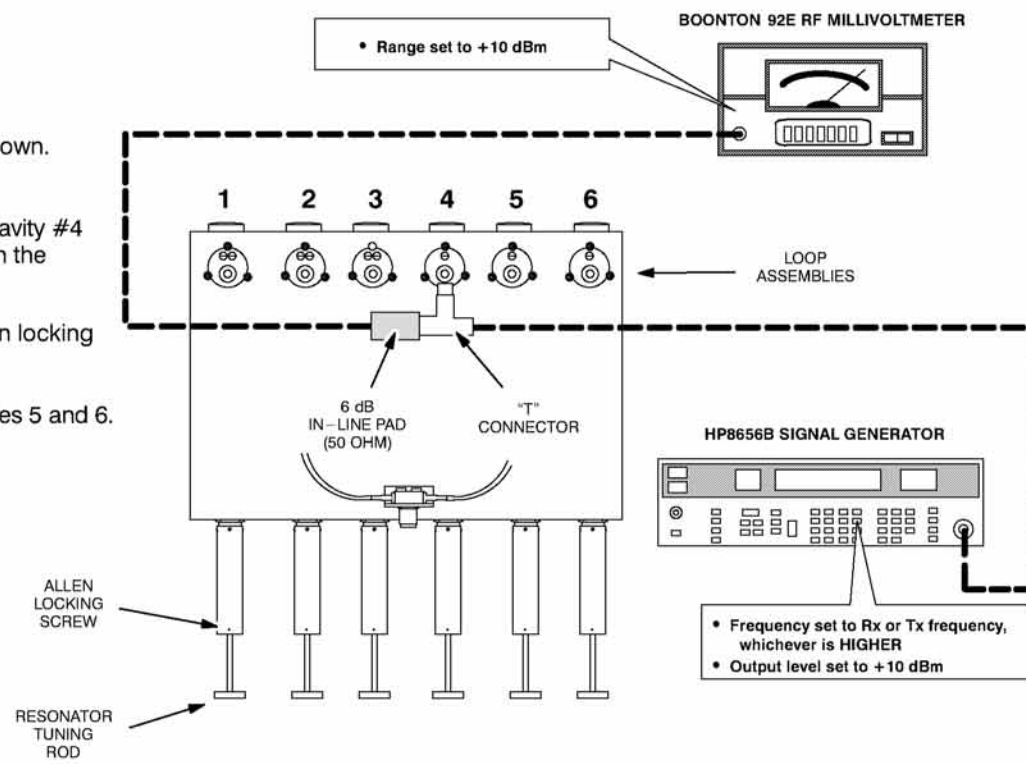 BOONTON 92E RF MILLIVOLTMETER
• Range set to +10 dBm
own.
avity #4
n the
n locking
es 5 and 6.
1 2 3 4 5 6
LOOP
ASSEMBLIES
6 dB
IN–LINE PAD
(50 OHM)
"T"
CONNECTOR
HP8656B SIGNAL GENERATOR
ALLEN
LOCKING
SCREW
• Frequency set to Rx or Tx frequency,
whichever is HIGHER
• Output level set to +10 dBm
RESONATOR
TUNING
ROD